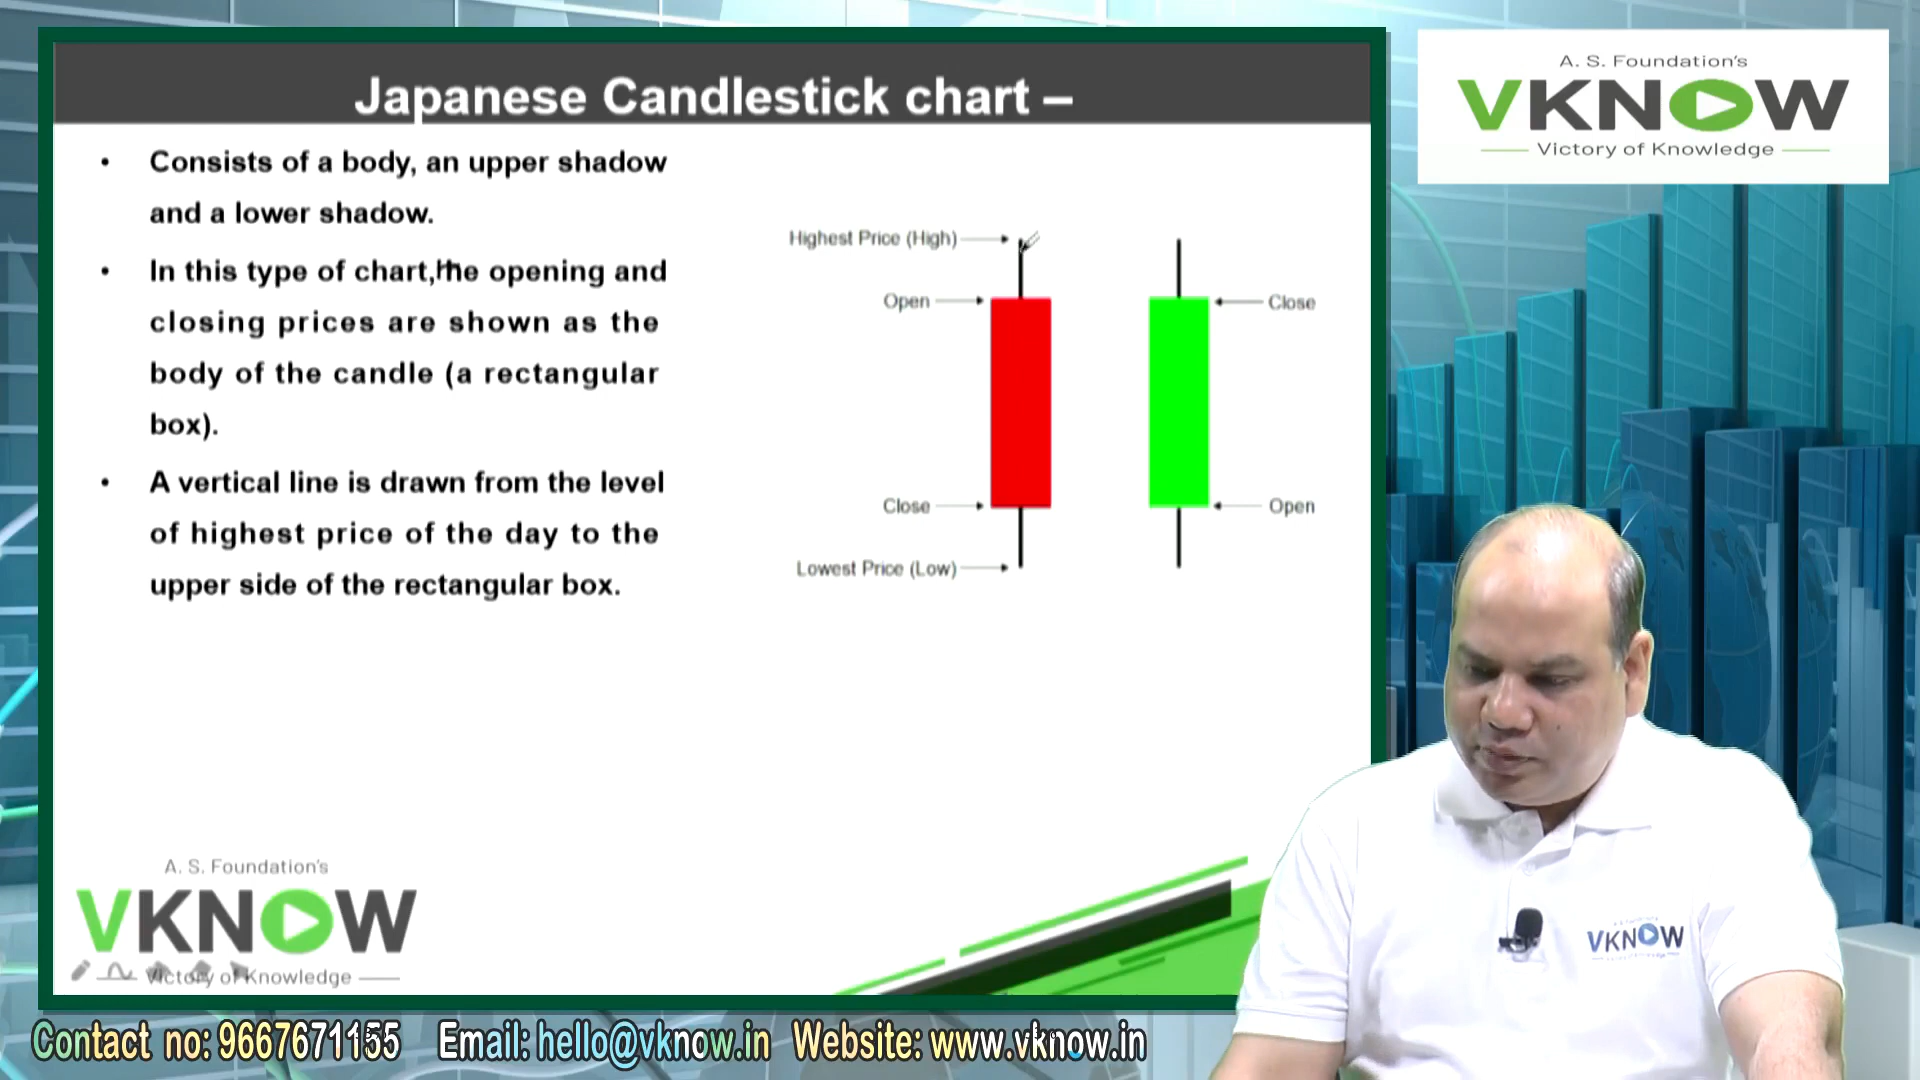 Japanese Candlestick chart –
• Consists of a body, an upper shadow
and a lower shadow.
• In this type of chart, the opening and
closing prices are shown as the
body of the candle (a rectangular
box).
• A vertical line is drawn from the level
of highest price of the day to the
upper side of the rectangular box.
Highest Price (High)
Open
Close
Lowest Price (Low)
Close
Open
A. S. Foundation's
VKNOW
Victory of Knowledge
A. S. Foundation's
VKNOW
Victory of Knowledge
VKNOW
Contact no: 9667671155 Email: hello@vknow.in Website: www.vknow.in